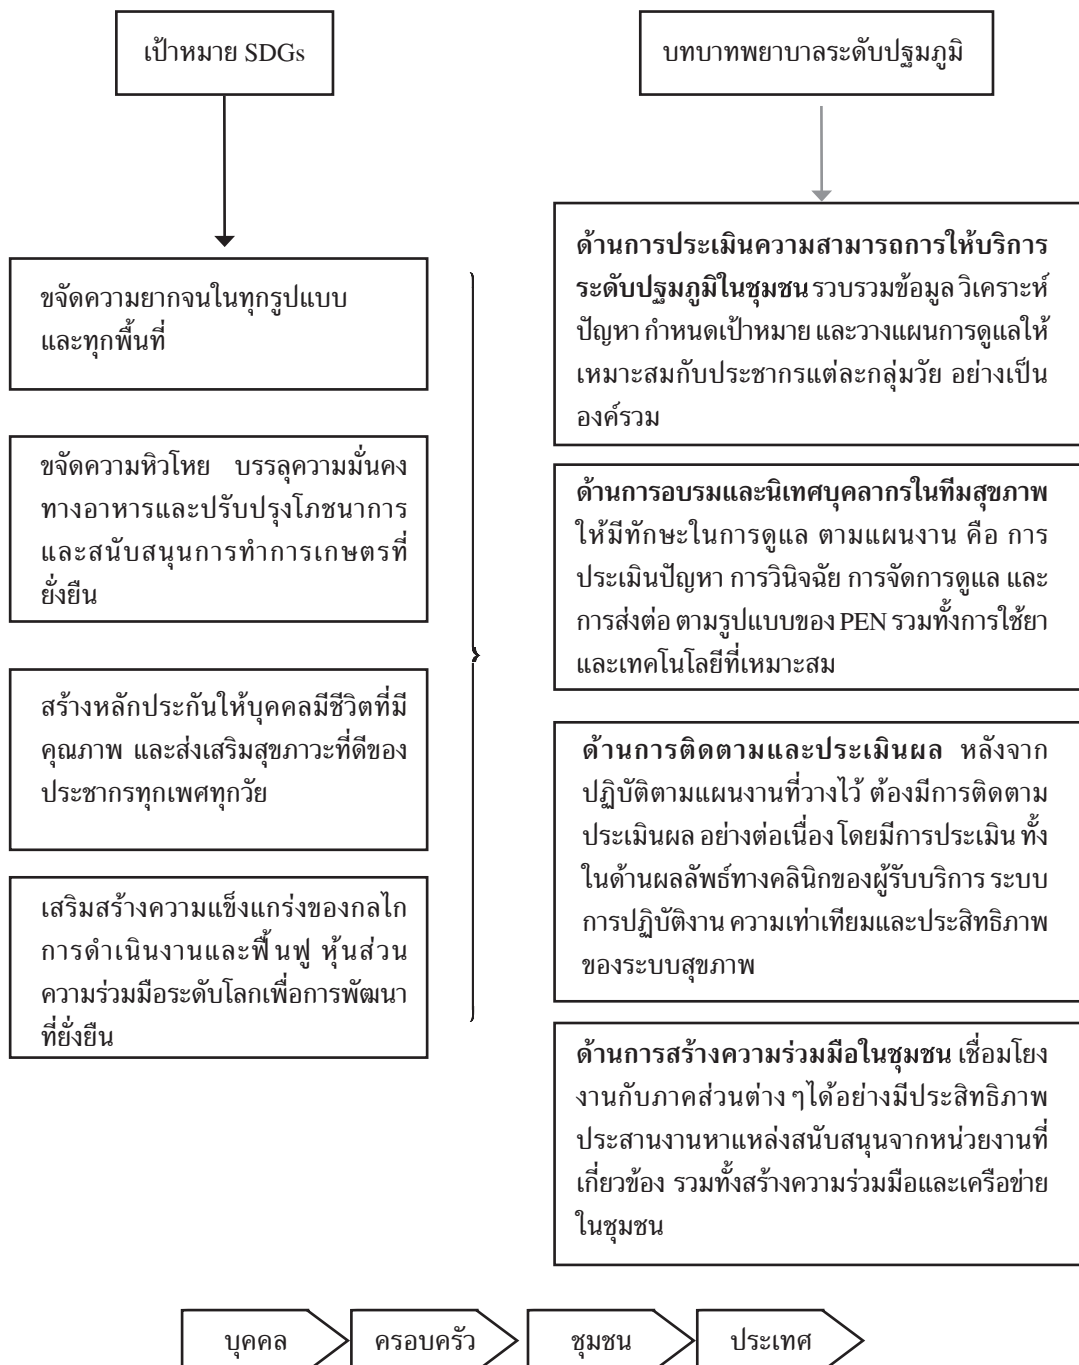 เป้าหมาย SDGs
ขจัดความยากจนในทุกรูปแบบ
และทุกพื้นที่
ขจัดความหิวโหย บรรลุความมั่นคง
ทางอาหารและปรับปรุงโภชนาการ
และสนับสนุนการทำการเกษตรที่
ยั่งยืน
สร้างหลักประกันให้บุคคลมีชีวิตที่มี
คุณภาพ และส่งเสริมสุขภาวะที่ดีของ
ประชากรทุกเพศทุกวัย
เสริมสร้างความแข็งแกร่งของกลไก
การดำเนินงานและฟื้นฟู หุ้นส่วน
ความร่วมมือระดับโลกเพื่อการพัฒนา
ที่ยั่งยืน
บทบาทพยาบาลระดับปฐมภูมิ
ด้านการประเมินความสามารถการให้บริการ
ระดับปฐมภูมิในชุมชน รวบรวมข้อมูล วิเคราะห์
ปัญหา กำหนดเป้าหมาย และวางแผนการดูแลให้
เหมาะสมกับประชากรแต่ละกลุ่มวัย อย่างเป็น
องค์รวม
ด้านการอบรมและนิเทศบุคลากรในทีมสุขภาพ
ให้มีทักษะในการดูแล ตามแผนงาน คือ การ
ประเมินปัญหา การวินิจฉัย การจัดการดูแล และ
การส่งต่อ ตามรูปแบบของ PEN รวมทั้งการใช้ยา
และเทคโนโลยีที่เหมาะสม
ด้านการติดตามและประเมินผล หลังจาก
ปฏิบัติตามแผนงานที่วางไว้ ต้องมีการติดตาม
ประเมินผล อย่างต่อเนื่อง โดยมีการประเมิน ทั้ง
ในด้านผลลัพธ์ทางคลินิกของผู้รับบริการ ระบบ
การปฏิบัติงาน ความเท่าเทียมและประสิทธิภาพ
ของระบบสุขภาพ
ด้านการสร้างความร่วมมือในชุมชน เชื่อมโยง
งานกับภาคส่วนต่าง ๆได้อย่างมีประสิทธิภาพ
ประสานงานหาแหล่งสนับสนุนจากหน่วยงานที่
เกี่ยวข้อง รวมทั้งสร้างความร่วมมือและเครือข่าย
ในชุมชน
บุคคล ครอบครัว ชุมชน ประเทศ